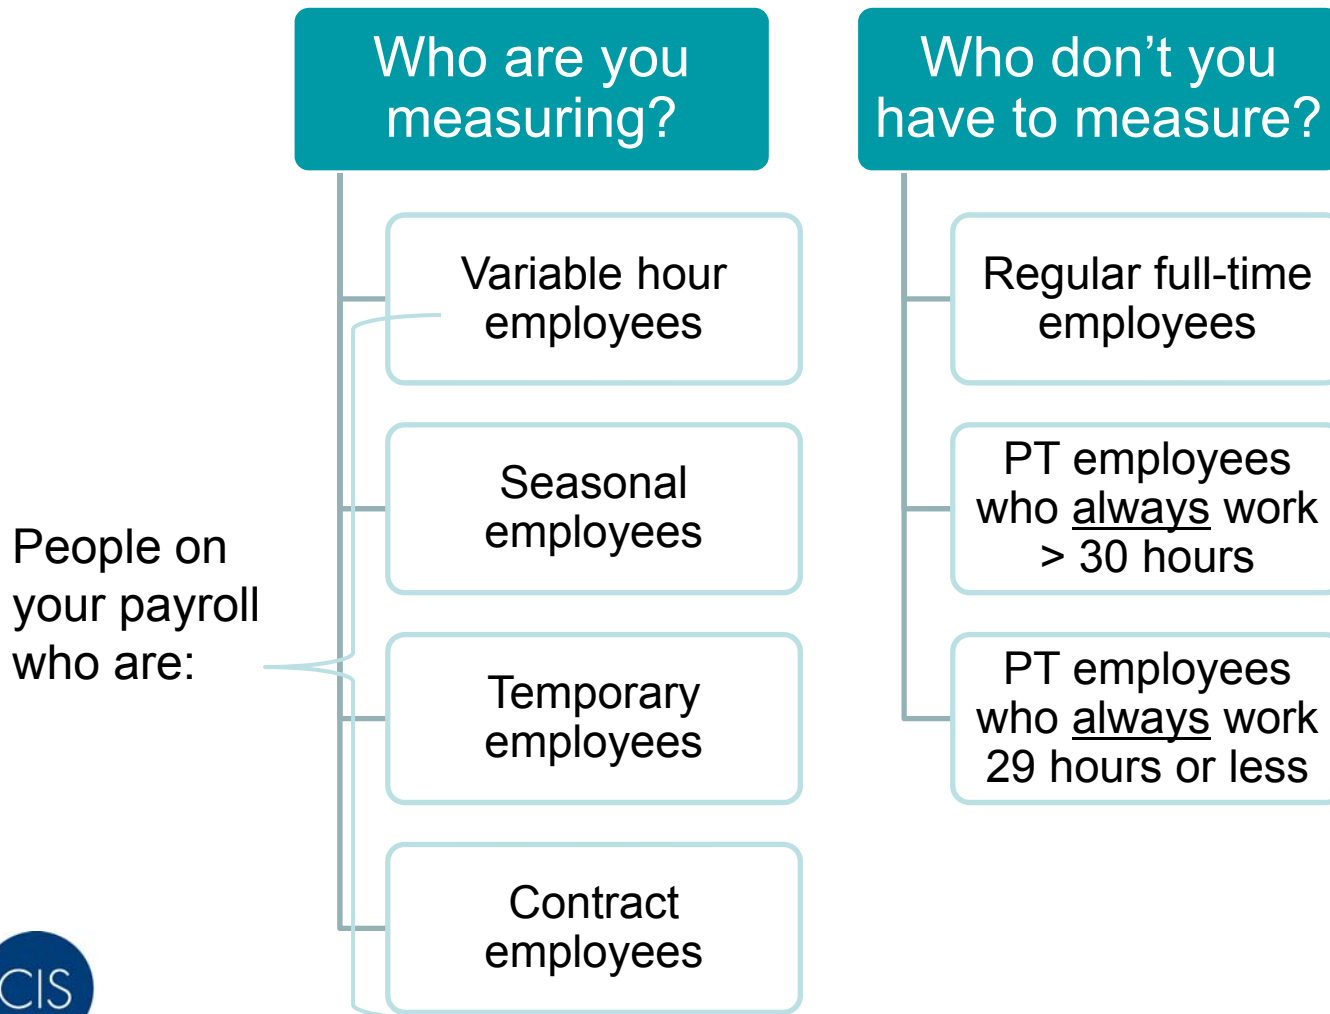 Who are you
measuring?
Variable hour
employees
Seasonal
employees
Temporary
employees
Contract
employees
Who don’t you
have to measure?
Regular full-time
employees
PT employees
who always work
> 30 hours
PT employees
who always work
29 hours or less
People on
your payroll
who are:
CIS